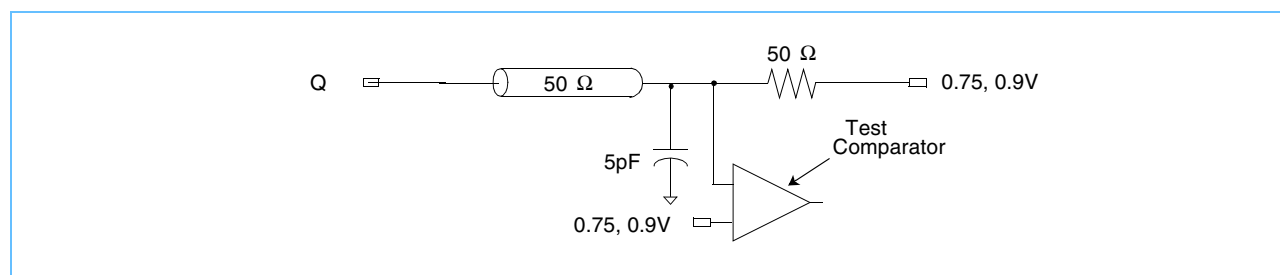 50 Ω
Q
50 Ω
0.75, 0.9V
Test
Comparator
5pF
0.75, 0.9V